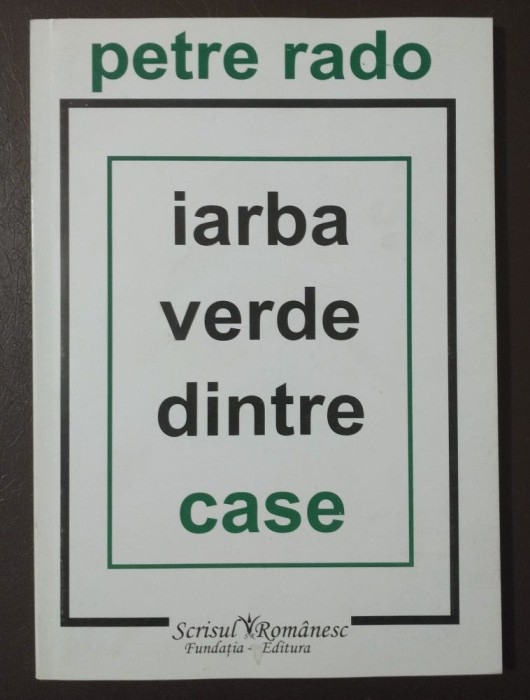 petre rado
iarba
verde
dintre
case
Scrisul Românesc
Fundația - Editura